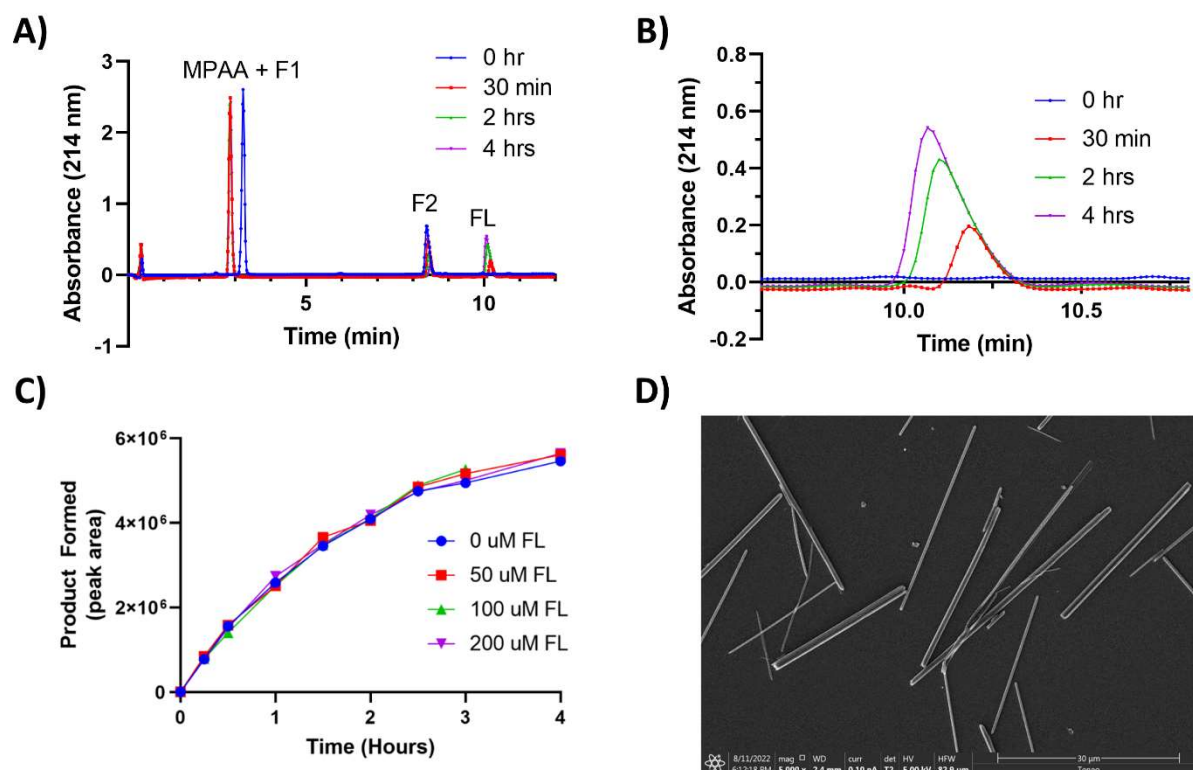 A)
MPAA + F1
0 hr
30 min
2 hrs
4 hrs
F2
FL
3
2
1
0
-1
5
10
Absorbance (214 nm)
Time (min)
B)
0 hr
30 min
2 hrs
4 hrs
0.8
0.6
0.4
0.2
0.0
-0.2
10.0
10.5
Absorbance (214 nm)
Time (min)
C)
6×10⁶
4×10⁶
2×10⁶
0
0
1
2
3
4
Product Formed
(peak area)
Time (Hours)
0 uM FL
50 uM FL
100 uM FL
200 uM FL
D)
8/11/2022
mag
WD
curr
det
HV
HFW
30 µm